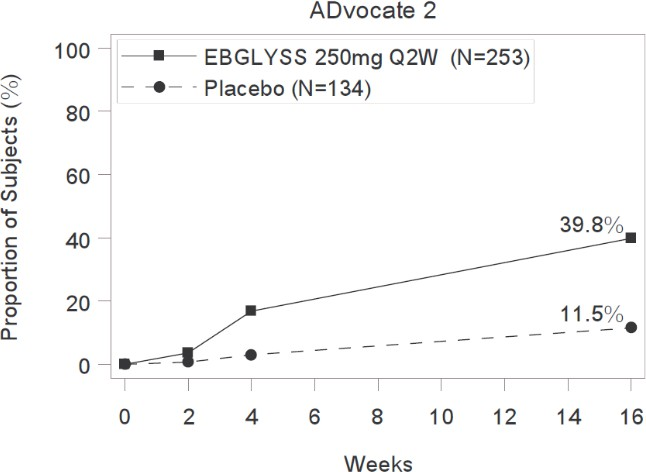 ADvocate 2
EBGLYSS 250mg Q2W (N=253)
Placebo (N=134)
Proportion of Subjects (%)
100
80
60
40
20
0
39.8%
11.5%
0 2 4 6 8 10 12 14 16
Weeks